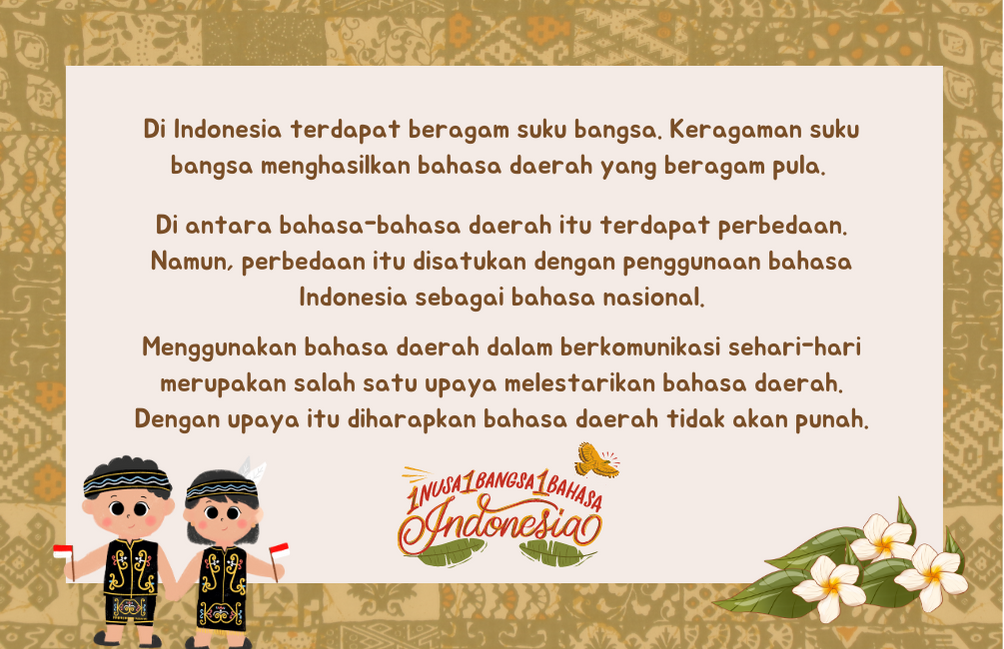 Di Indonesia terdapat beragam suku bangsa. Keragaman suku
bangsa menghasilkan bahasa daerah yang beragam pula.
Di antara bahasa-bahasa daerah itu terdapat perbedaan.
Namun, perbedaan itu disatukan dengan penggunaan bahasa
Indonesia sebagai bahasa nasional.
Menggunakan bahasa daerah dalam berkomunikasi sehari-hari
merupakan salah satu upaya melestarikan bahasa daerah.
Dengan upaya itu diharapkan bahasa daerah tidak akan punah.
1NUSA1BANGSA1BAHASA
Indonesia